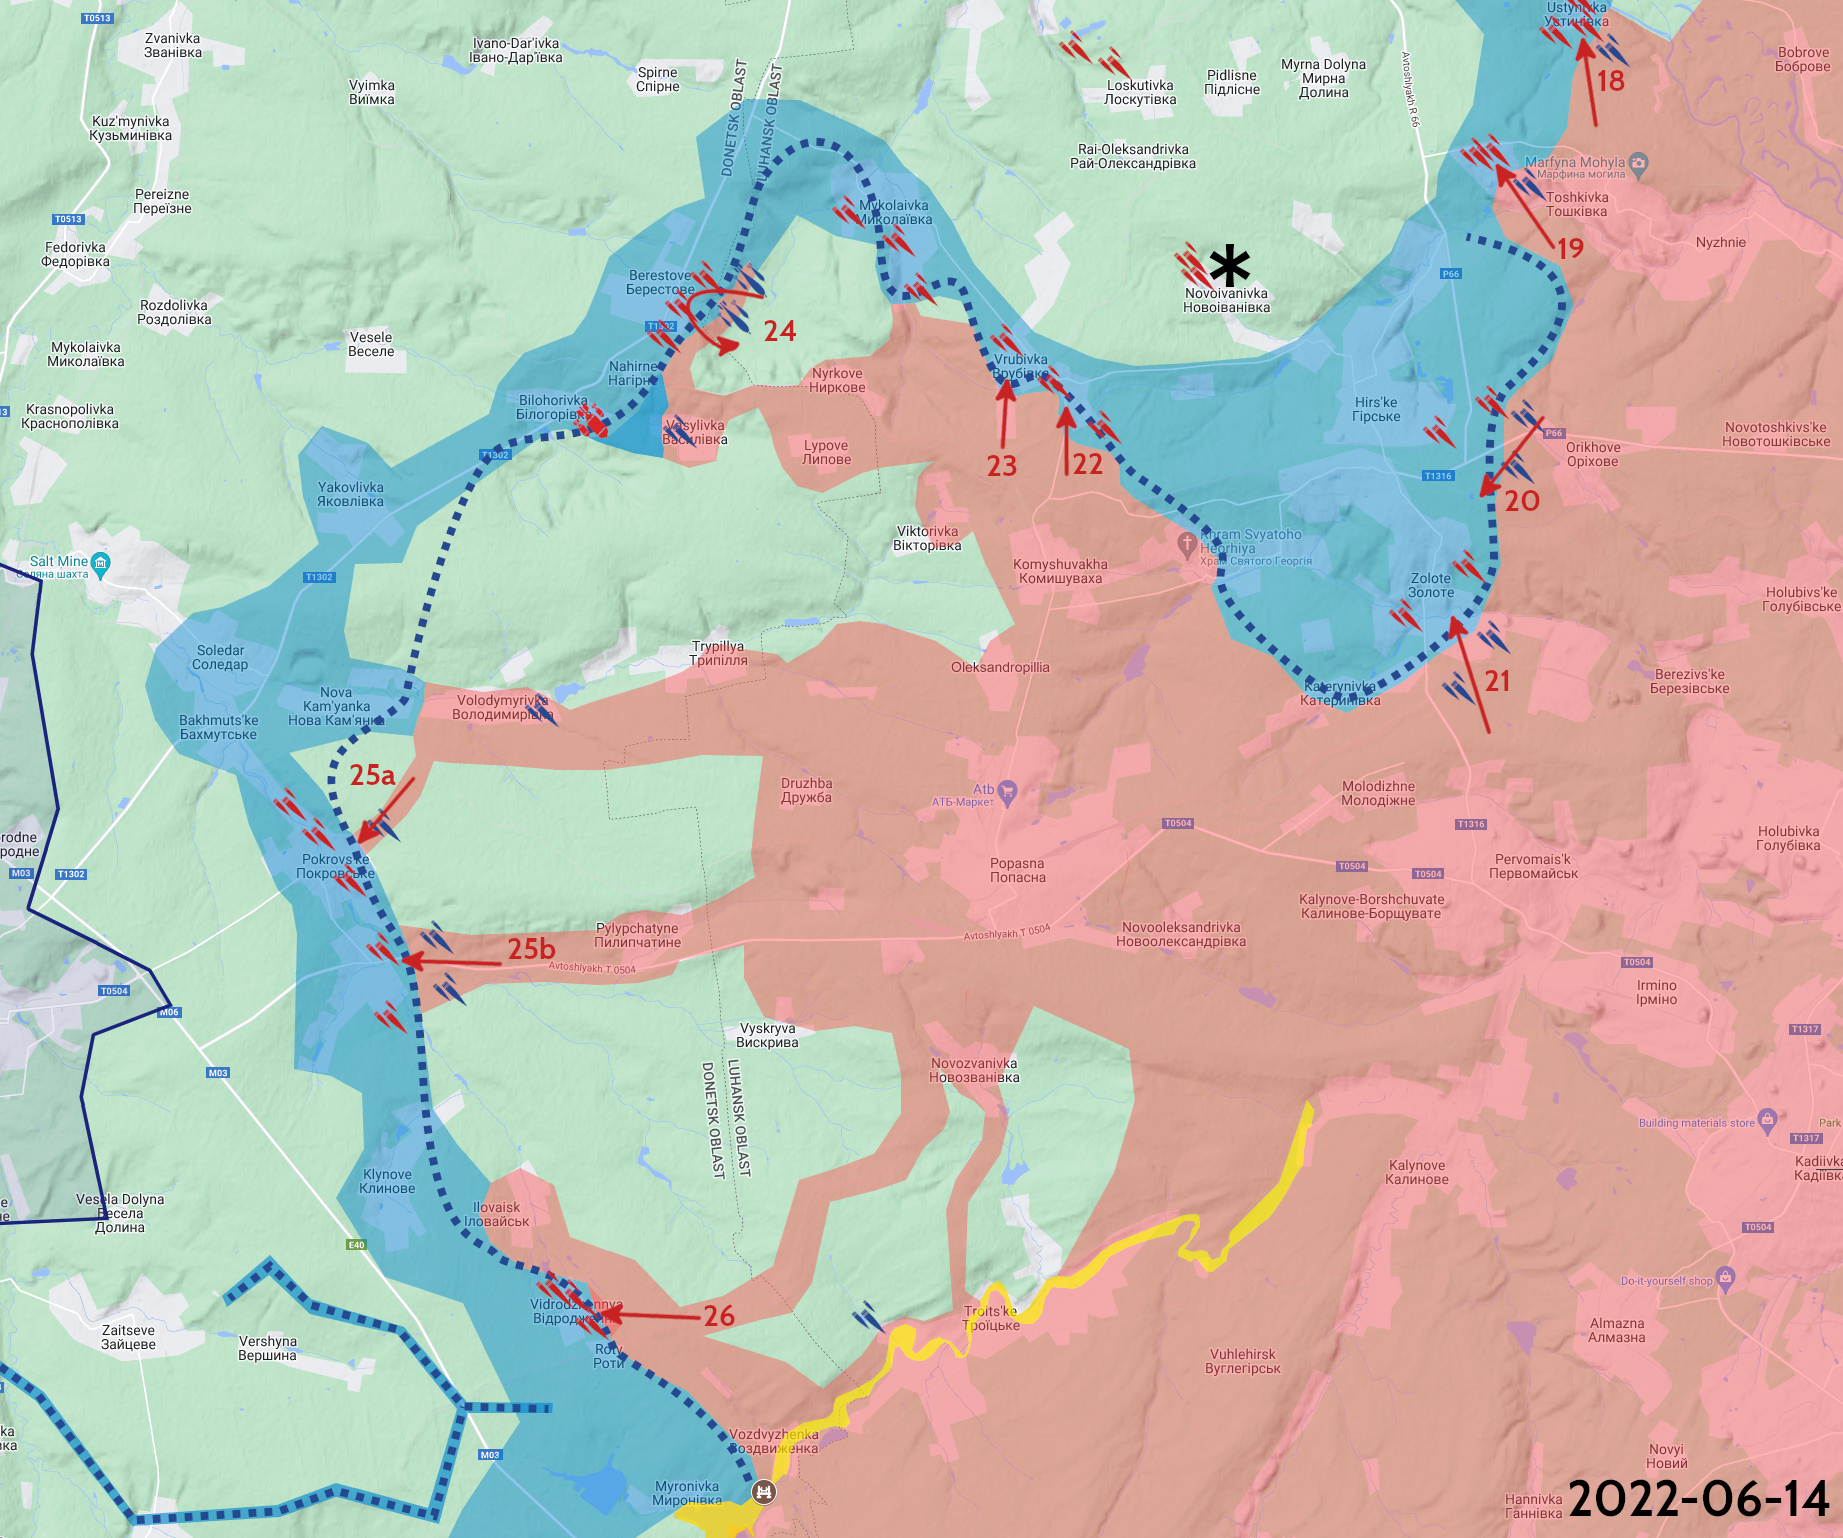 T0513
Zvanivka
Званівка
Ivano-Dar'ivka
Івано-Дар'ївка
Spirne
Спірне
Vyimka
Виїмка
Kuz'mynivka
Кузьминівка
DONETSK OBLAST
LUHANSK OBLAST
Loskutivka
Лоскутівка
Pidlisne
Підлісне
Myrna Dolyna
Мирна
Долина
Avtoshlyakh R 66
Ustynivka
Устинівка
Bobrove
Боброве
18
Rai-Oleksandrivka
Рай-Олександрівка
Marfyna Mohyla
Марфина могила
Toshkivka
Тошківка
19
Nyzhnie
Pereizne
Переїзне
T0513
Fedorivka
Федорівка
Mykolaivka
Миколаївка
Berestove
Берестове
T1302
24
Novoivanivka
Новоіванівка
P66
Rozdolivka
Роздолівка
Mykolaivka
Миколаївка
Vesele
Веселе
Nahirne
Нагірне
Nyrkove
Ниркове
Vrubivka
Врубівка
Hirs'ke
Гірське
Krasnopolivka
Краснополівка
Bilohorivka
Білогорівка
Vasylivka
Василівка
Lypove
Липове
23
22
P66
Orikhove
Оріхове
Novotoshkivs'ke
Новотошківське
T1302
T1316
20
Yakovlivka
Яковлівка
Viktorivka
Вікторівка
Khram Svyatoho
Heorhiya
Храм Святого Георгія
Komyshuvakha
Комишуваха
Salt Mine
Соляна шахта
T1302
Zolote
Золоте
Holubivs'ke
Голубівське
Soledar
Соледар
Trypillya
Трипілля
Oleksandropillia
21
Berezivs'ke
Березівське
Nova
Kam'yanka
Нова Кам'янка
Volodymyrivka
Володимирівка
Katerynivka
Катеринівка
Bakhmuts'ke
Бахмутське
25a
Druzhba
Дружба
Atb
АТБ-Маркет
Molodizhne
Молодіжне
T0504
T1316
Holubivka
Голубівка
rodne
родне
M03
T1302
Pokrovs'ke
Покровське
Popasna
Попасна
T0504
T0504
Pervomais'k
Первомайськ
Kalynove-Borshchuvate
Калинове-Борщувате
Pylypchatyne
Пилипчатине
25b
Avtoshlyakh T 0504
Avtoshlyakh T 0504
Novooleksandrivka
Новоолександрівка
T0504
T0504
M06
Irmino
Ірміно
T1317
Vyskryva
Вискрива
M03
Novozvanivka
Новозванівка
LUHANSK OBLAST
DONETSK OBLAST
Building materials store
T1317
Park
Klynove
Клинове
Kalynove
Калинове
Kadiivka
Кадіївка
Vesela Dolyna
Весела
Долина
Ilovaisk
Іловайськ
T0504
E40
Do-it-yourself shop
Vidrodzhennya
Відродження
26
Troits'ke
Троїцьке
Zaitseve
Зайцеве
Vershyna
Вершина
Roty
Роти
Almazna
Алмазна
Vuhlehirsk
Вуглегірськ
Vozdvyzhenka
Воздвиженка
M03
Novyi
Новий
Myronivka
Миронівка
Hannivka
Ганнівка
2022-06-14